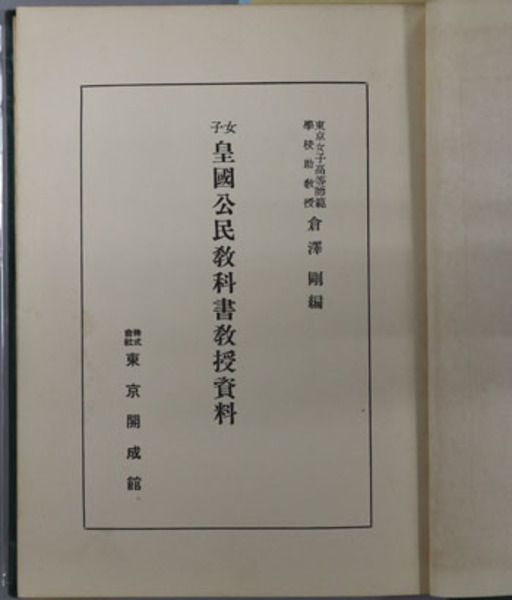 東京女子高等師範
學校助教授 倉澤剛編
女子 皇國公民教科書教授資料
株式會社 東京開成館